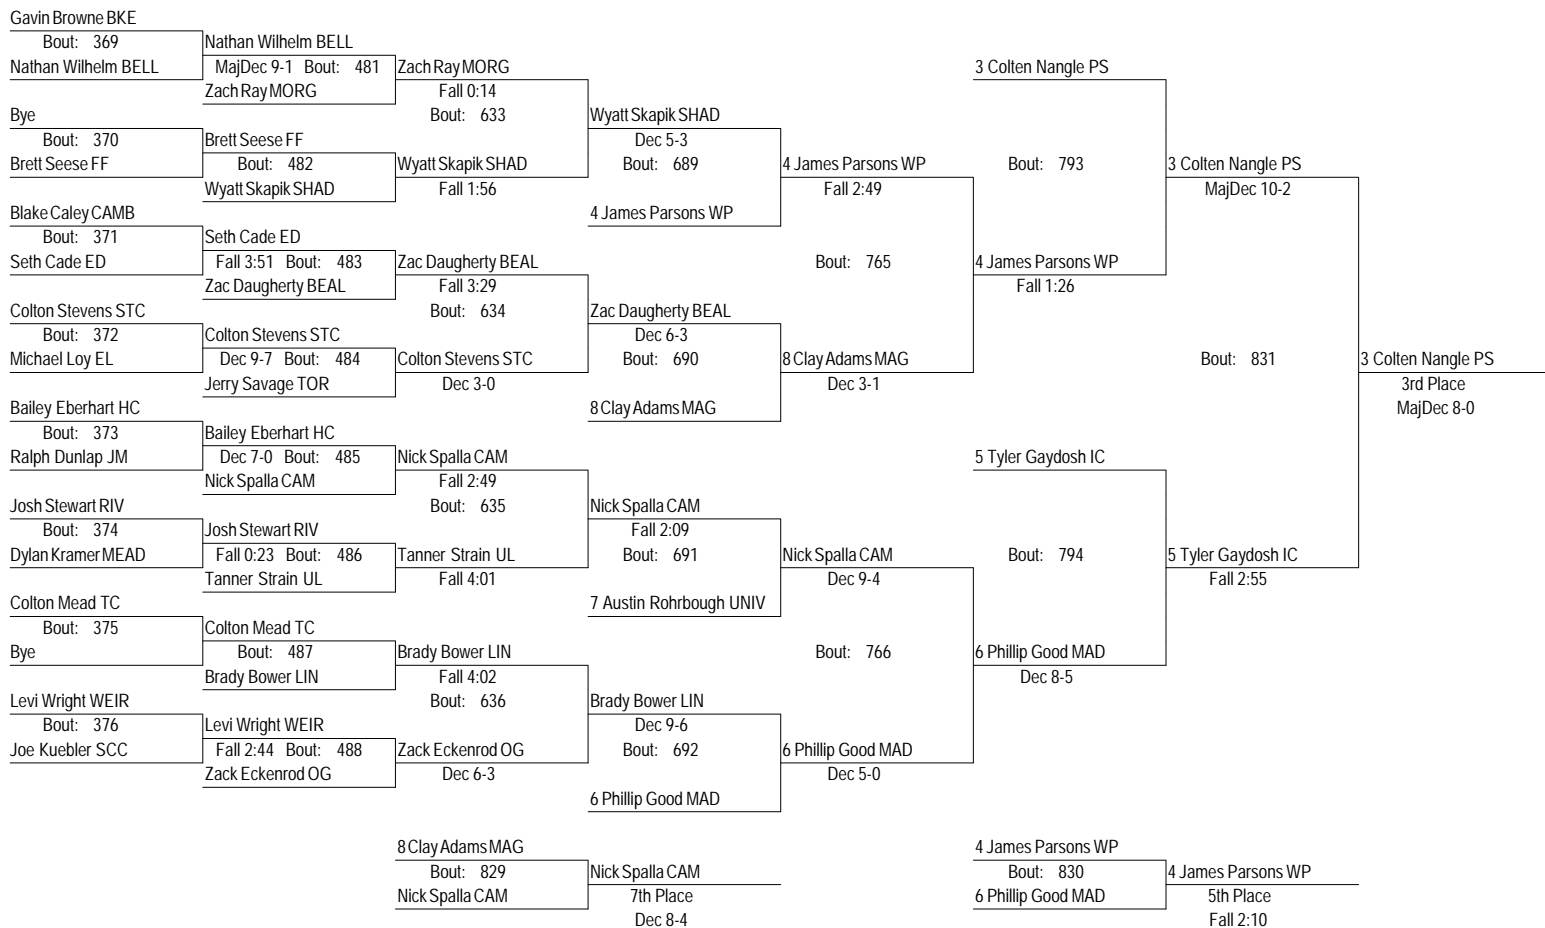 Gavin Browne BKE
Bout: 369
Nathan Wilhelm BELL
Bye
Bout: 370
Brett Seese FF
Blake Caley CAMB
Bout: 371
Seth Cade ED
Colton Stevens STC
Bout: 372
Michael Loy EL
Bailey Eberhart HC
Bout: 373
Ralph Dunlap JM
Josh Stewart RIV
Bout: 374
Dylan Kramer MEAD
Colton Mead TC
Bout: 375
Bye
Levi Wright WEIR
Bout: 376
Joe Kuebler SCC
Nathan Wilhelm BELL
MajDec 9-1 Bout: 481
Zach Ray MORG
Brett Seese FF
Bout: 482
Wyatt Skapik SHAD
Seth Cade ED
Fall 3:51 Bout: 483
Zac Daugherty BEAL
Colton Stevens STC
Dec 9-7 Bout: 484
Jerry Savage TOR
Bailey Eberhart HC
Dec 7-0 Bout: 485
Nick Spalla CAM
Josh Stewart RIV
Fall 0:23 Bout: 486
Tanner Strain UL
Colton Mead TC
Bout: 487
Brady Bower LIN
Levi Wright WEIR
Fall 2:44 Bout: 488
Zack Eckenrod OG
Zach Ray MORG
Fall 0:14
Bout: 633
Wyatt Skapik SHAD
Fall 1:56
Zac Daugherty BEAL
Fall 3:29
Bout: 634
Colton Stevens STC
Dec 3-0
Nick Spalla CAM
Fall 2:49
Bout: 635
Tanner Strain UL
Fall 4:01
Brady Bower LIN
Fall 4:02
Bout: 636
Zack Eckenrod OG
Dec 6-3
Wyatt Skapik SHAD
Dec 5-3
Bout: 689
4 James Parsons WP
Zac Daugherty BEAL
Dec 6-3
Bout: 690
8 Clay Adams MAG
Nick Spalla CAM
Fall 2:09
Bout: 691
7 Austin Rohrbough UNIV
Brady Bower LIN
Dec 9-6
Bout: 692
6 Phillip Good MAD
4 James Parsons WP
Fall 2:49
Bout: 765
8 Clay Adams MAG
Dec 3-1
Nick Spalla CAM
Dec 9-4
Bout: 766
6 Phillip Good MAD
Dec 5-0
3 Colten Nangle PS
Bout: 793
4 James Parsons WP
Fall 1:26
5 Tyler Gaydosh IC
Bout: 794
6 Phillip Good MAD
Dec 8-5
3 Colten Nangle PS
MajDec 10-2
Bout: 831
5 Tyler Gaydosh IC
Fall 2:55
3 Colten Nangle PS
3rd Place
MajDec 8-0
8 Clay Adams MAG
Bout: 829
Nick Spalla CAM
Nick Spalla CAM
7th Place
Dec 8-4
4 James Parsons WP
Bout: 830
6 Phillip Good MAD
4 James Parsons WP
5th Place
Fall 2:10